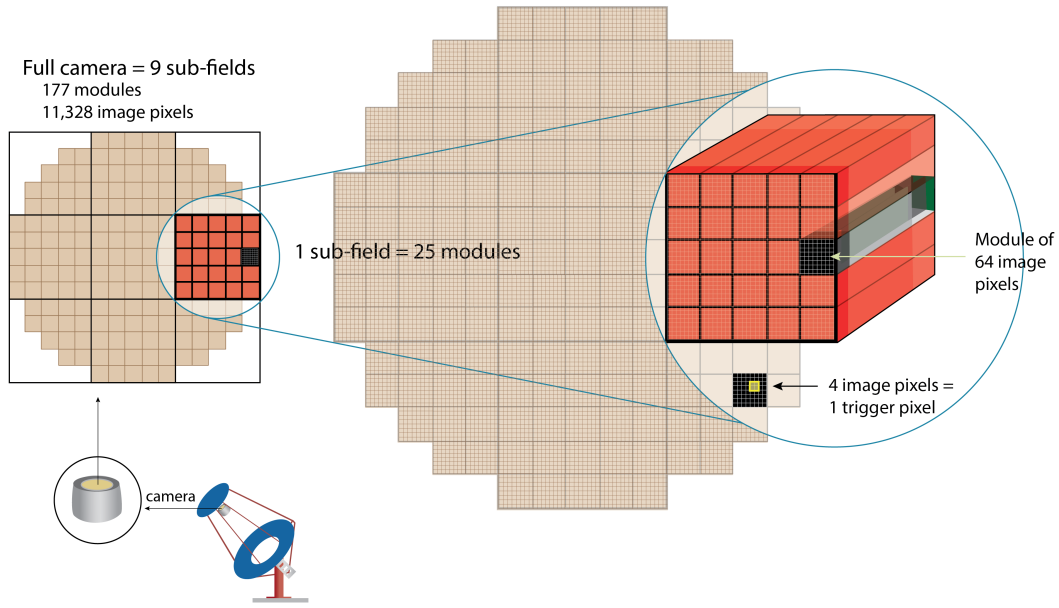 Full camera = 9 sub-fields
177 modules
11,328 image pixels
1 sub-field = 25 modules
Module of
64 image
pixels
4 image pixels =
1 trigger pixel
camera